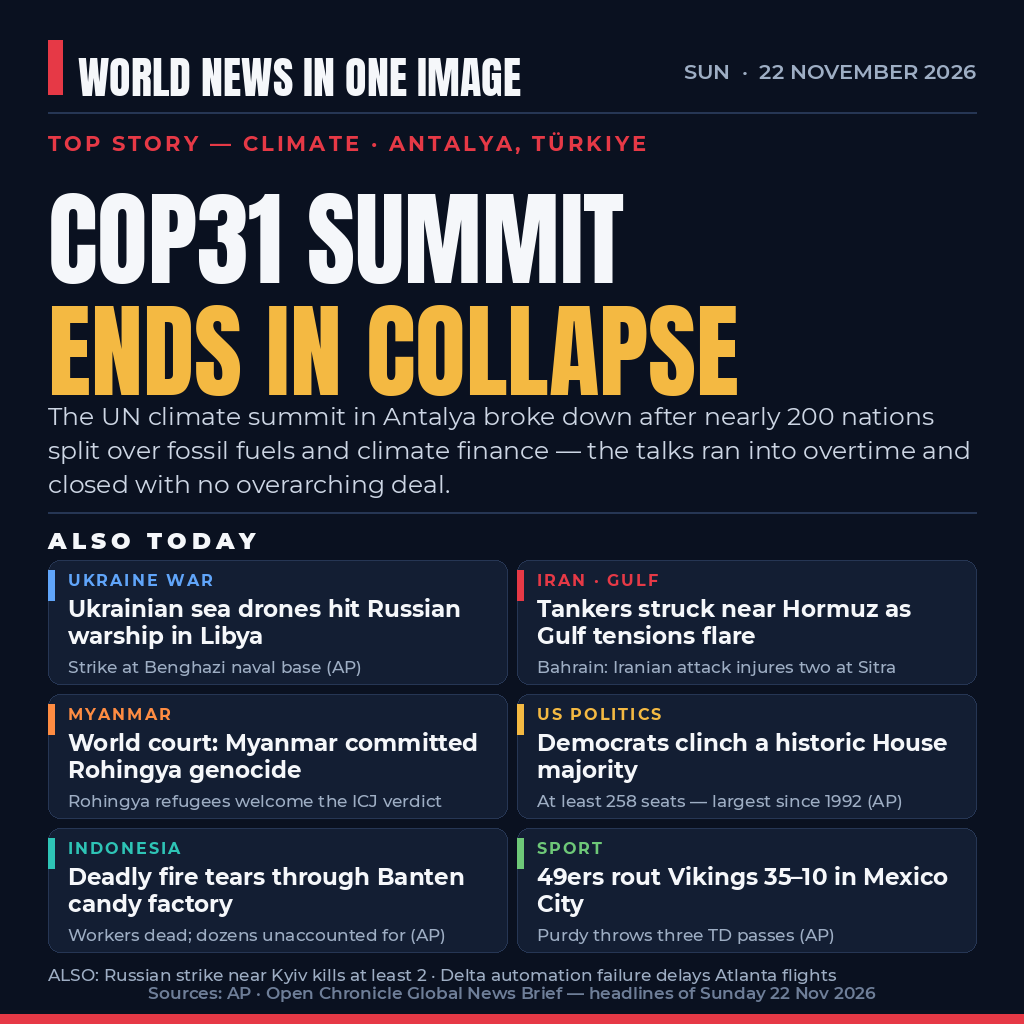 WORLD NEWS IN ONE IMAGE
SUN · 22 NOVEMBER 2026
TOP STORY — CLIMATE · ANTALYA, TÜRKIYE
COP31 SUMMIT
ENDS IN COLLAPSE
The UN climate summit in Antalya broke down after nearly 200 nations
split over fossil fuels and climate finance — the talks ran into overtime and
closed with no overarching deal.
ALSO TODAY
UKRAINE WAR
Ukrainian sea drones hit Russian
warship in Libya
Strike at Benghazi naval base (AP)
IRAN · GULF
Tankers struck near Hormuz as
Gulf tensions flare
Bahrain: Iranian attack injures two at Sitra
MYANMAR
World court: Myanmar committed
Rohingya genocide
Rohingya refugees welcome the ICJ verdict
US POLITICS
Democrats clinch a historic House
majority
At least 258 seats — largest since 1992 (AP)
INDONESIA
Deadly fire tears through Banten
candy factory
Workers dead; dozens unaccounted for (AP)
SPORT
49ers rout Vikings 35–10 in Mexico
City
Purdy throws three TD passes (AP)
ALSO: Russian strike near Kyiv kills at least 2 · Delta automation failure delays Atlanta flights
Sources: AP · Open Chronicle Global News Brief — headlines of Sunday 22 Nov 2026